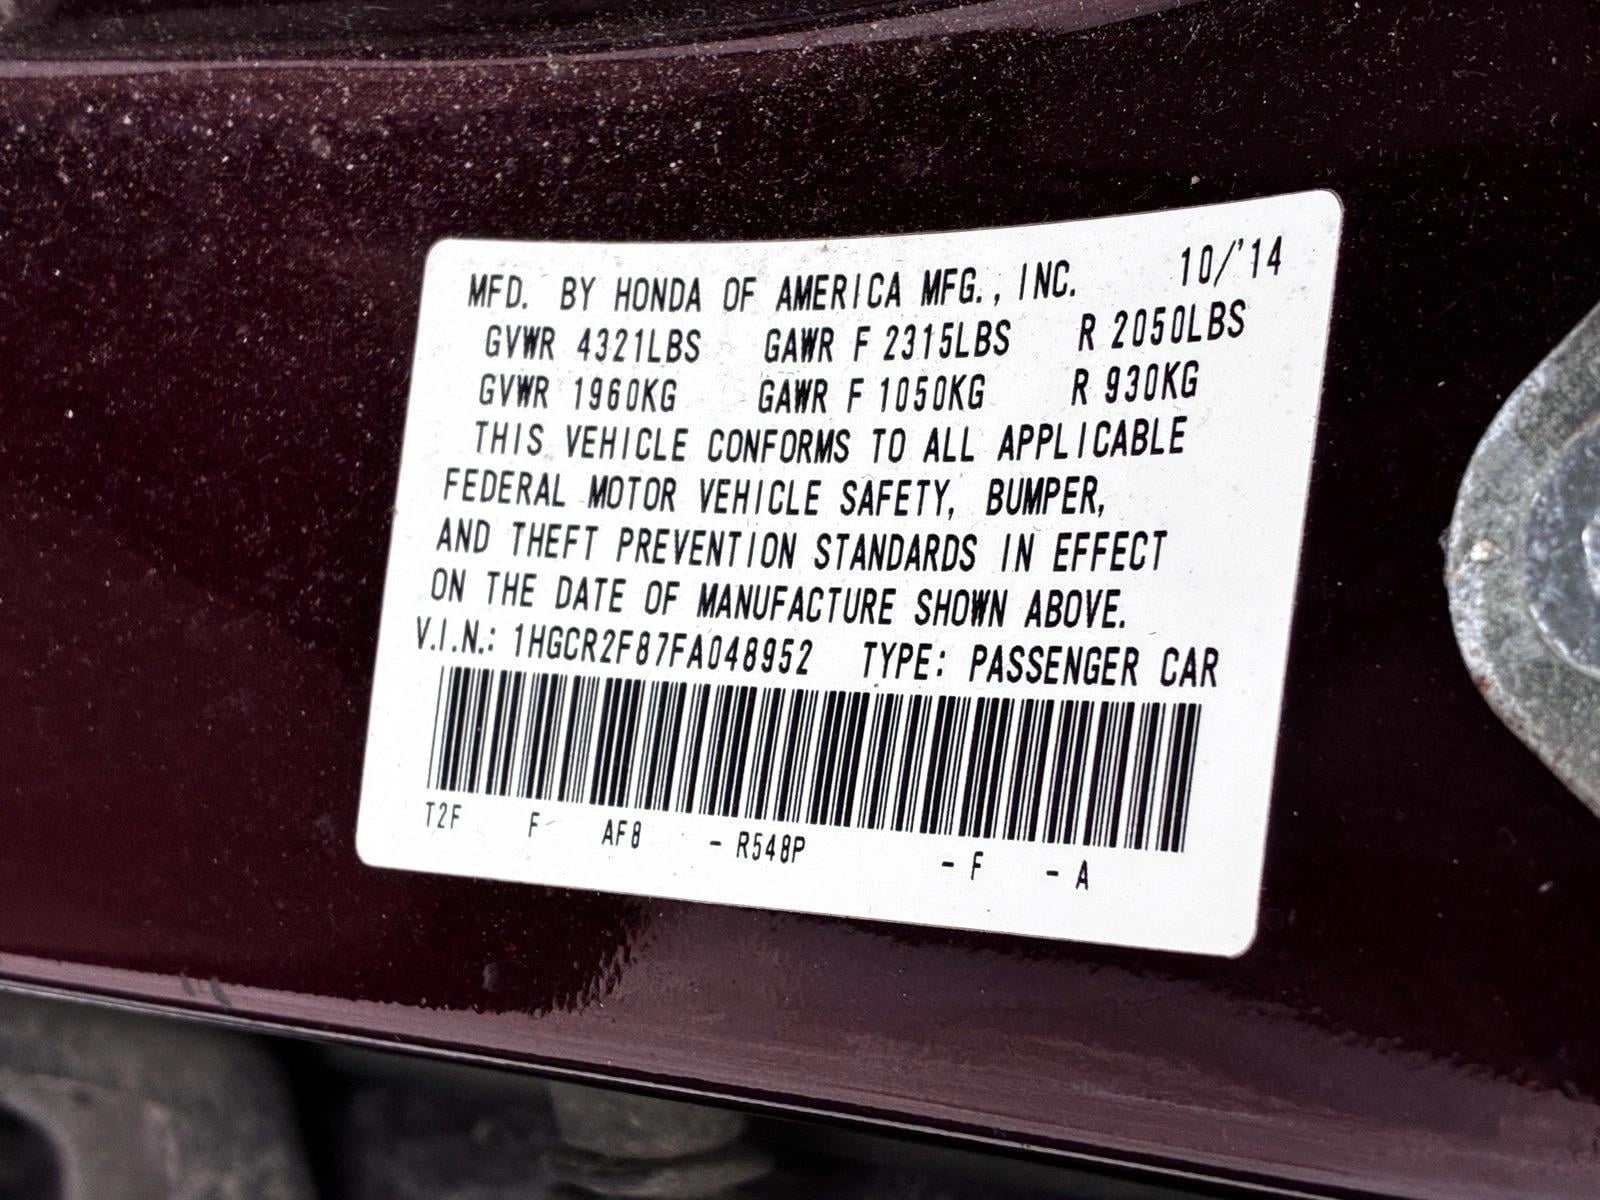 MFD. BY HONDA OF AMERICA MFG., INC. 10/'14
GVWR 4321LBS GAWR F 2315LBS R 2050LBS
GVWR 1960KG GAWR F 1050KG R 930KG
THIS VEHICLE CONFORMS TO ALL APPLICABLE
FEDERAL MOTOR VEHICLE SAFETY, BUMPER,
AND THEFT PREVENTION STANDARDS IN EFFECT
ON THE DATE OF MANUFACTURE SHOWN ABOVE.
V.I.N.: 1HGCR2F87FA048952 TYPE: PASSENGER CAR
T2F F AF8 - R548P - F - A